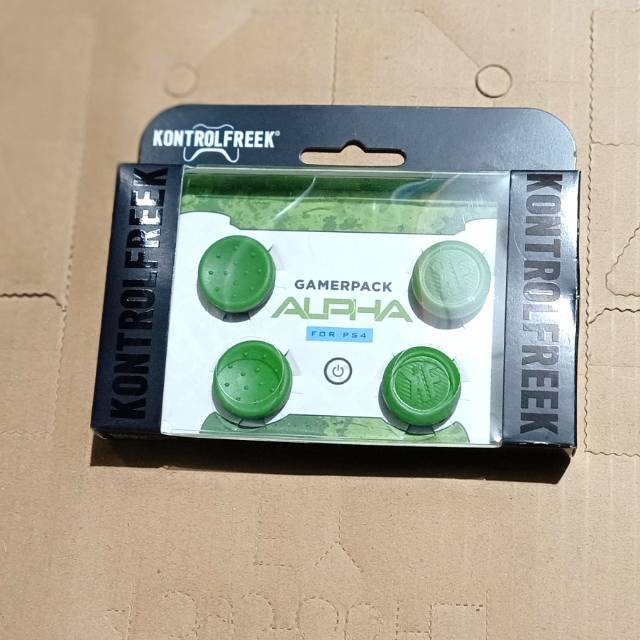 KONTROLFREEK®
KONTROLFREEK
GAMERPACK
ALPHA
FOR PS4
KONTROLFREEK